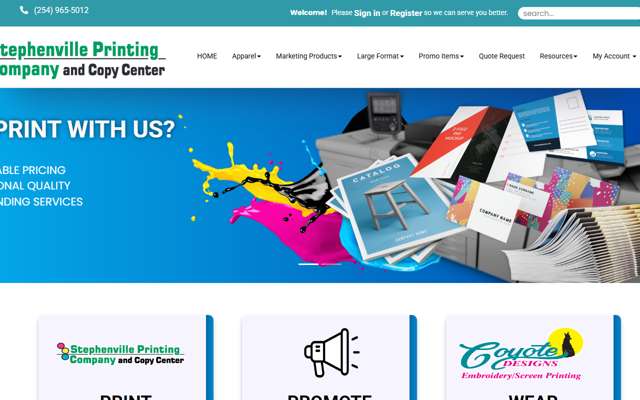 (254) 965-5012
Welcome! Please Sign in or Register so we can serve you better.
search...
Stephenville Printing
Company and Copy Center
HOME Apparel Marketing Products Large Format Promo Items Quote Request Resources My Account
PRINT WITH US?
ABLE PRICING
ONAL QUALITY
NDING SERVICES
CATALOG
COMPANY NAME
Stephenville Printing
Company and Copy Center
Coyote
DESIGNS
Embroidery/Screen Printing
PRINT
PROMOTE
WEAR